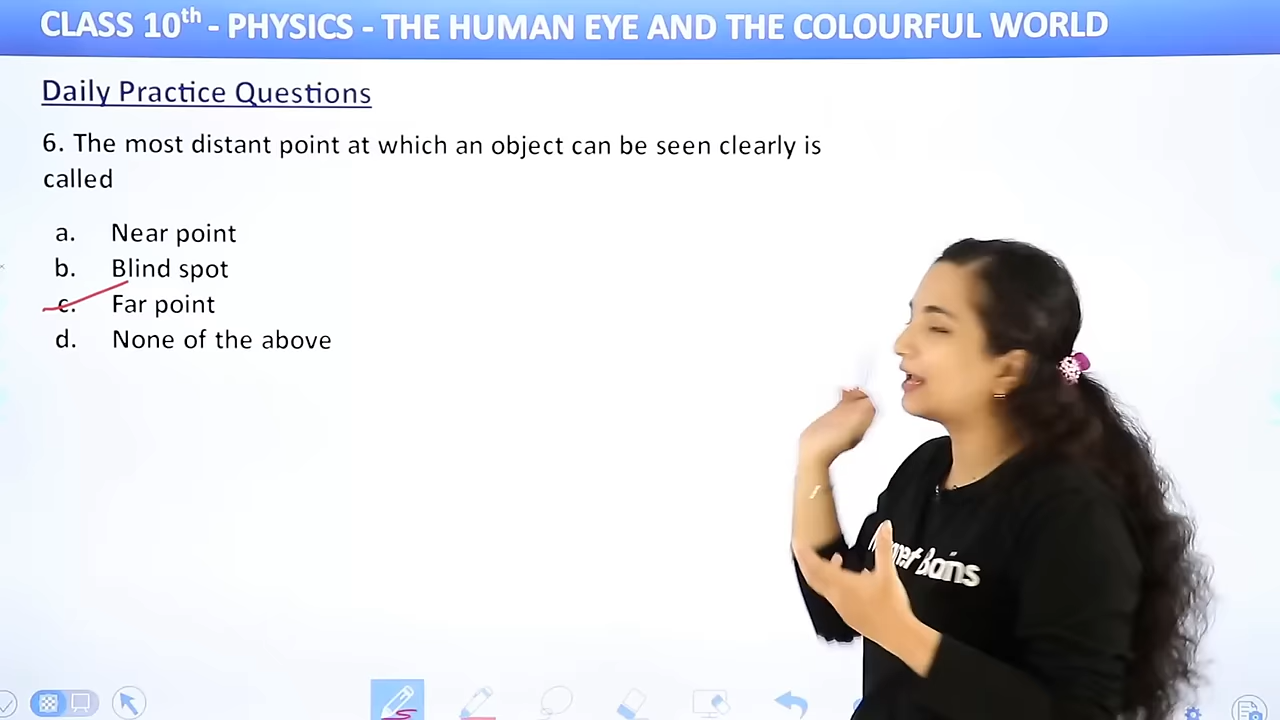 CLASS 10th - PHYSICS - THE HUMAN EYE AND THE COLOURFUL WORLD
Daily Practice Questions
6. The most distant point at which an object can be seen clearly is
called
a. Near point
b. Blind spot
c. Far point
d. None of the above
Bains